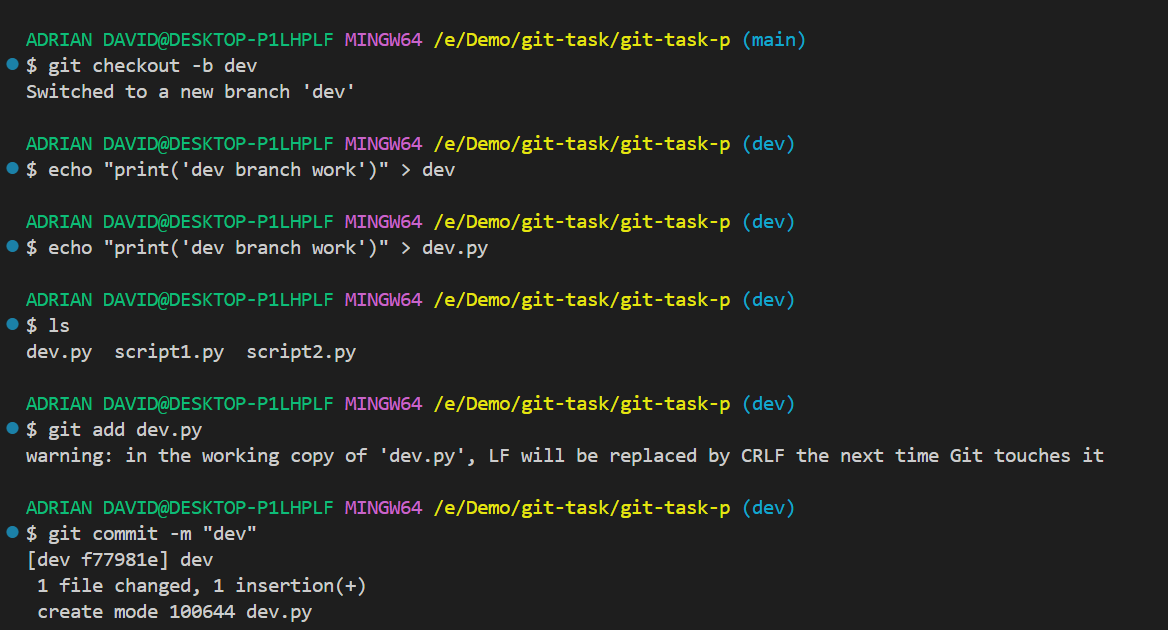 ADRIAN DAVID@DESKTOP-P1LHPLF MINGW64 /e/Demo/git-task/git-task-p (main)
$ git checkout -b dev
Switched to a new branch 'dev'
ADRIAN DAVID@DESKTOP-P1LHPLF MINGW64 /e/Demo/git-task/git-task-p (dev)
$ echo "print('dev branch work')" > dev
ADRIAN DAVID@DESKTOP-P1LHPLF MINGW64 /e/Demo/git-task/git-task-p (dev)
$ echo "print('dev branch work')" > dev.py
ADRIAN DAVID@DESKTOP-P1LHPLF MINGW64 /e/Demo/git-task/git-task-p (dev)
$ ls
dev.py  script1.py  script2.py
ADRIAN DAVID@DESKTOP-P1LHPLF MINGW64 /e/Demo/git-task/git-task-p (dev)
$ git add dev.py
warning: in the working copy of 'dev.py', LF will be replaced by CRLF the next time Git touches it
ADRIAN DAVID@DESKTOP-P1LHPLF MINGW64 /e/Demo/git-task/git-task-p (dev)
$ git commit -m "dev"
[dev f77981e] dev
 1 file changed, 1 insertion(+)
 create mode 100644 dev.py